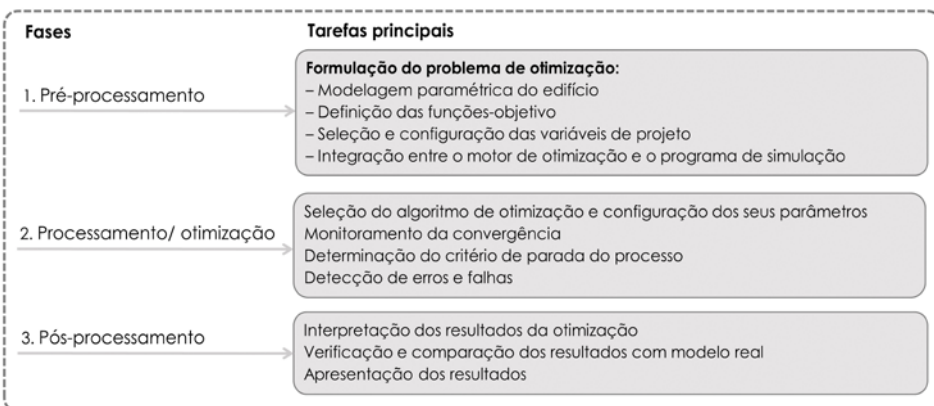 Fases
Tarefas principais
1. Pré-processamento
Formulação do problema de otimização:
– Modelagem paramétrica do edifício
– Definição das funções-objetivo
– Seleção e configuração das variáveis de projeto
– Integração entre o motor de otimização e o programa de simulação
2. Processamento/ otimização
Seleção do algoritmo de otimização e configuração dos seus parâmetros
Monitoramento da convergência
Determinação do critério de parada do processo
Detecção de erros e falhas
3. Pós-processamento
Interpretação dos resultados da otimização
Verificação e comparação dos resultados com modelo real
Apresentação dos resultados